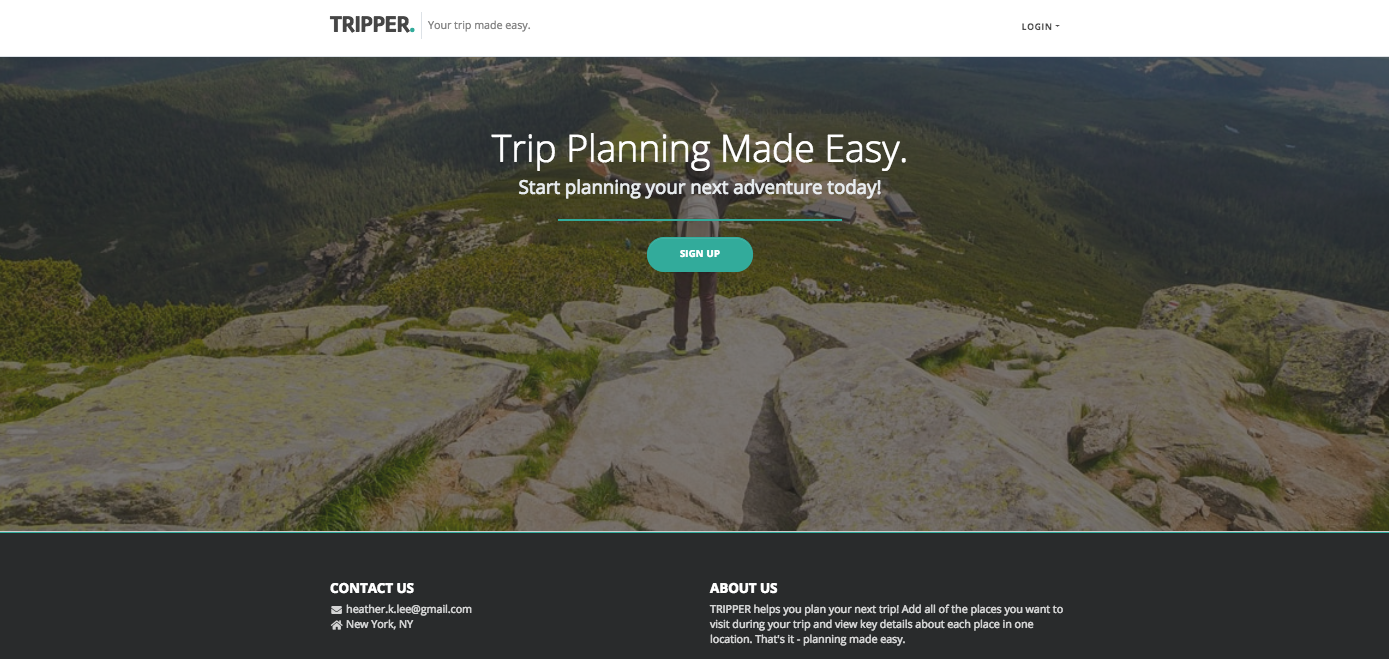 TRIPPER. Your trip made easy. LOGIN
Trip Planning Made Easy.
Start planning your next adventure today!
SIGN UP
CONTACT US
heather.k.lee@gmail.com
New York, NY
ABOUT US
TRIPPER helps you plan your next trip! Add all of the places you want to
visit during your trip and view key details about each place in one
location. That's it - planning made easy.